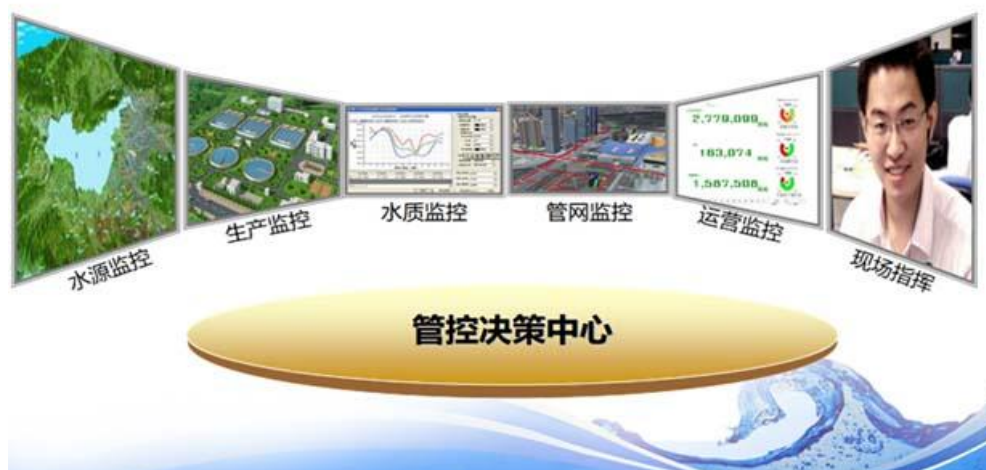 水源监控
生产监控
水质监控
管网监控
2,779,099
163,074
1,587,508
运营监控
现场指挥
管控决策中心